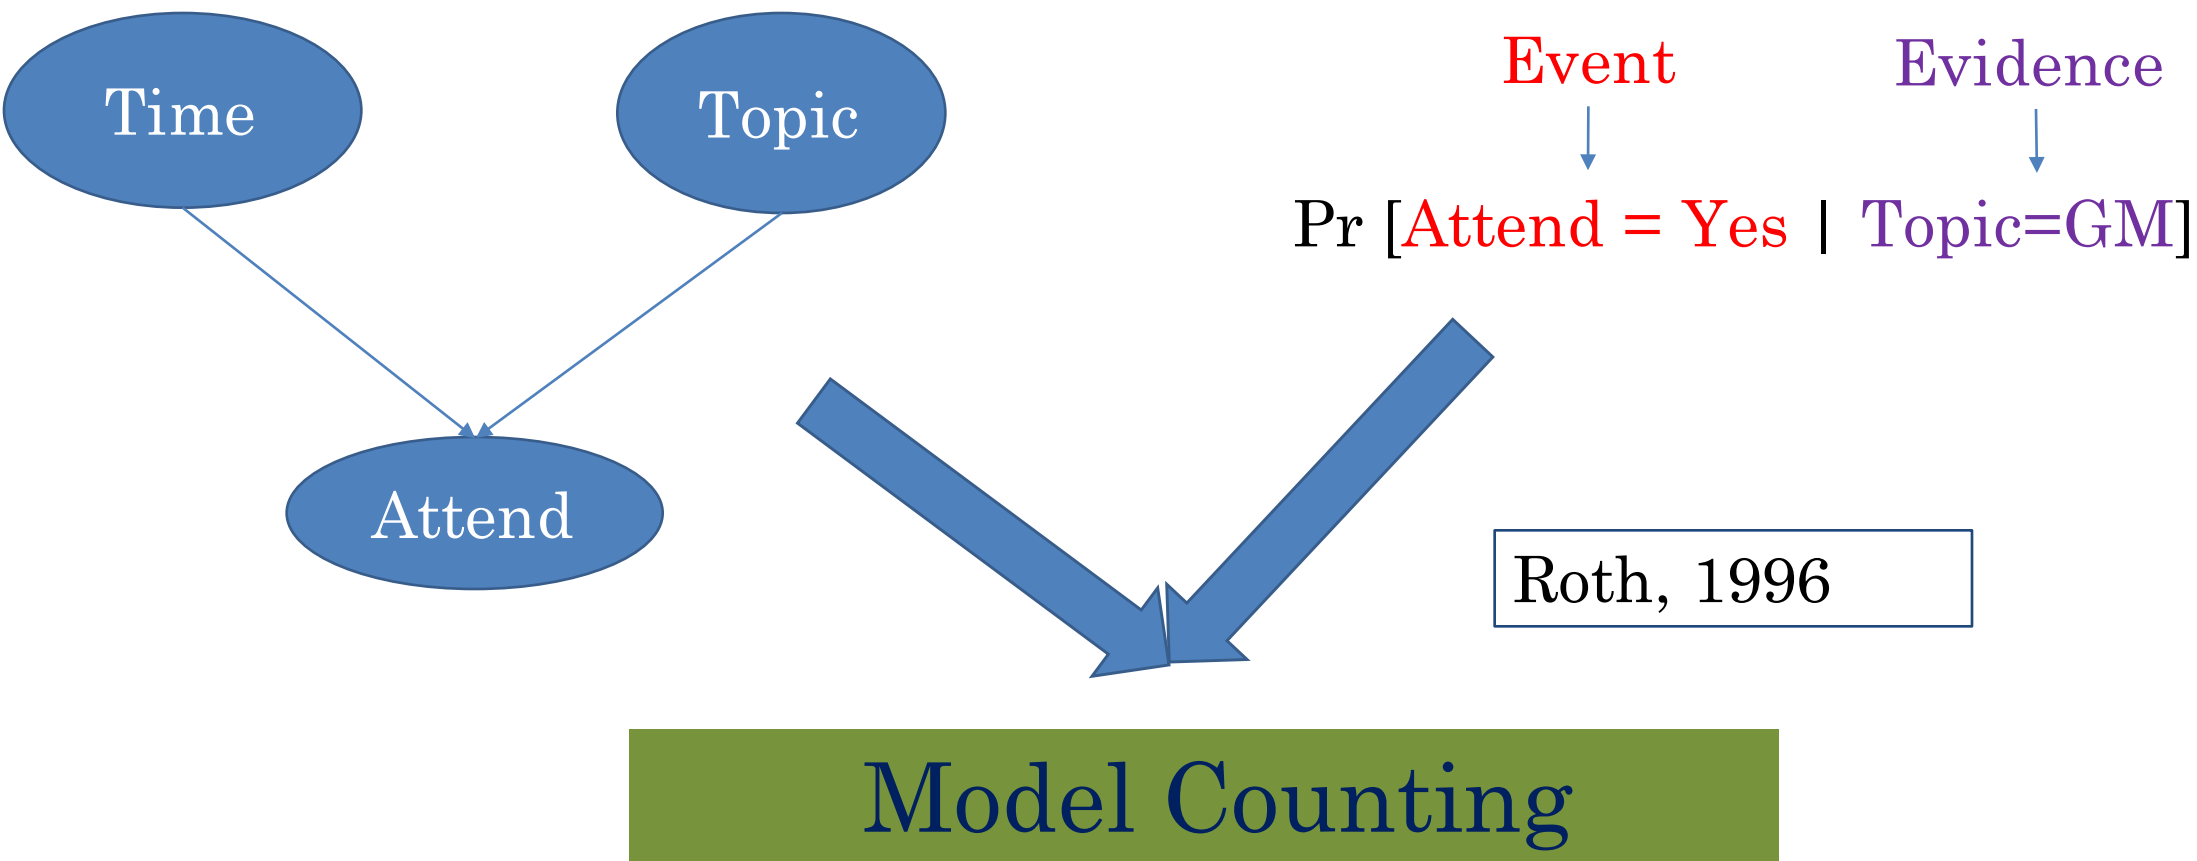 Time
Topic
Attend
Event
Evidence
Pr [Attend = Yes | Topic=GM]
Roth, 1996
Model Counting